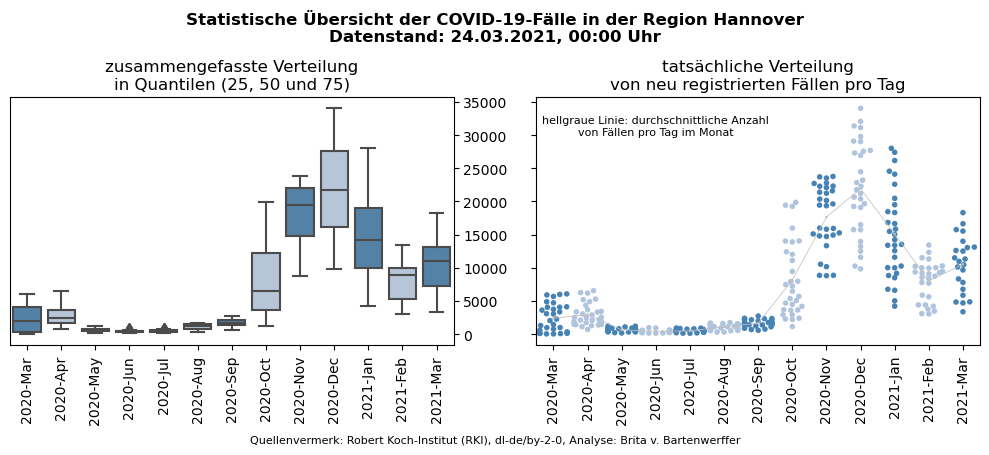 Statistische Übersicht der COVID-19-Fälle in der Region Hannover
Datenstand: 24.03.2021, 00:00 Uhr
zusammengefasste Verteilung
in Quantilen (25, 50 und 75)
35000
30000
25000
20000
15000
10000
5000
0
2020-Mar
2020-Apr
2020-May
2020-Jun
2020-Jul
2020-Aug
2020-Sep
2020-Oct
2020-Nov
2020-Dec
2021-Jan
2021-Feb
2021-Mar
tatsächliche Verteilung
von neu registrierten Fällen pro Tag
hellgraue Linie: durchschnittliche Anzahl
von Fällen pro Tag im Monat
2020-Mar
2020-Apr
2020-May
2020-Jun
2020-Jul
2020-Aug
2020-Sep
2020-Oct
2020-Nov
2020-Dec
2021-Jan
2021-Feb
2021-Mar
Quellenvermerk: Robert Koch-Institut (RKI), dl-de/by-2-0, Analyse: Brita v. Bartenwerffer